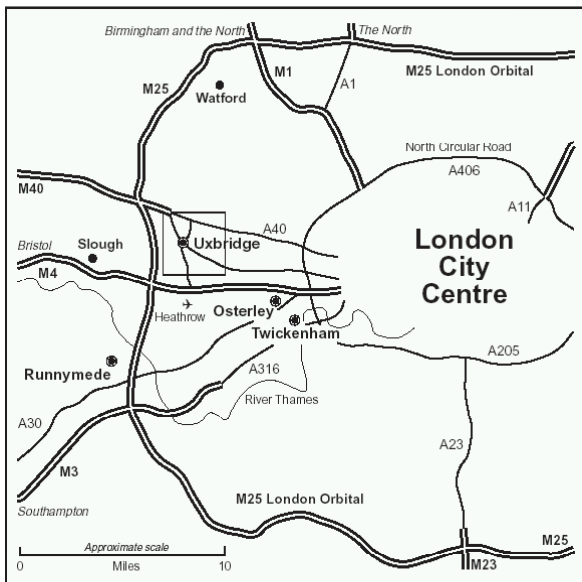 Birmingham and the North
The North
M1
M25
A1
M25 London Orbital
Watford
North Circular Road
A406
M40
A11
A40
Bristol
Slough
Uxbridge
London
City
Centre
M4
Heathrow
Osterley
Twickenham
Runnymede
A316
A205
River Thames
A30
A23
M3
M25 London Orbital
Southampton
Approximate scale
0 Miles 10
M25
M23